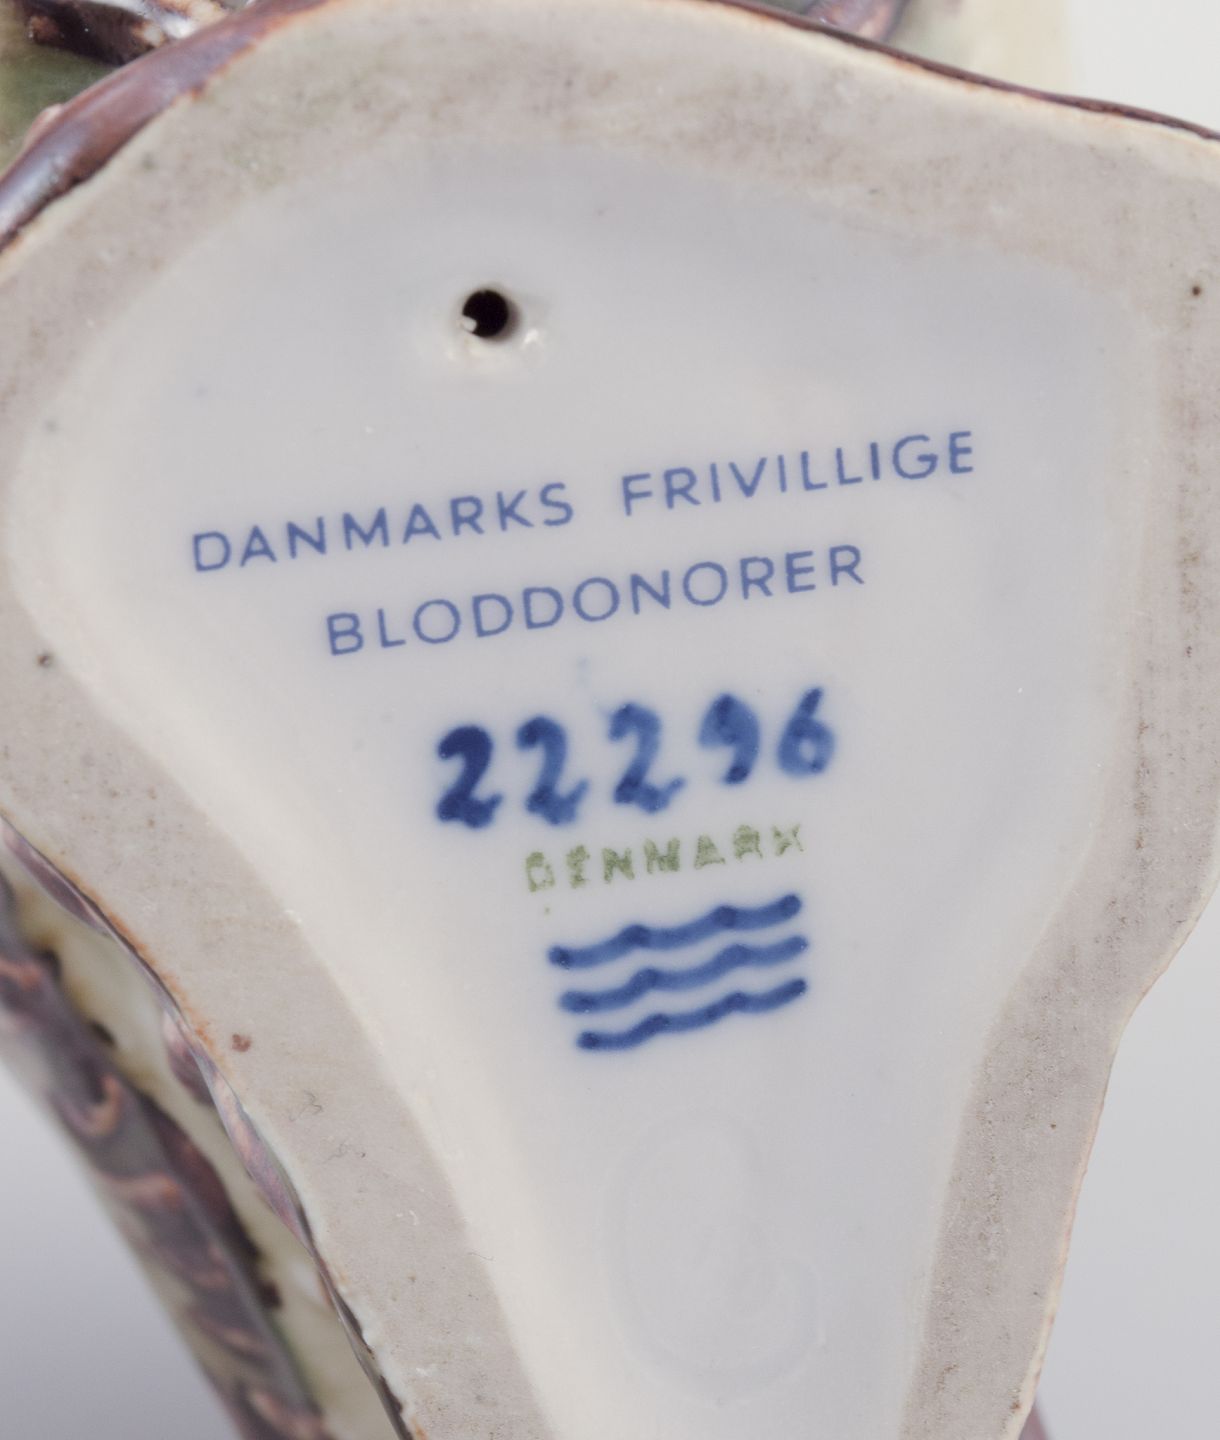 DANMARKS FRIVILLIGE
BLODDONORER
22296
DENMARK